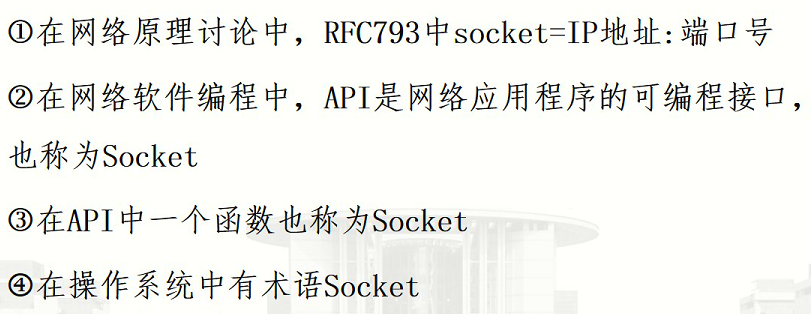 ①在网络原理讨论中，RFC793中socket=IP地址:端口号
②在网络软件编程中，API是网络应用程序的可编程接口，
也称为Socket
③在API中一个函数也称为Socket
④在操作系统中有术语Socket